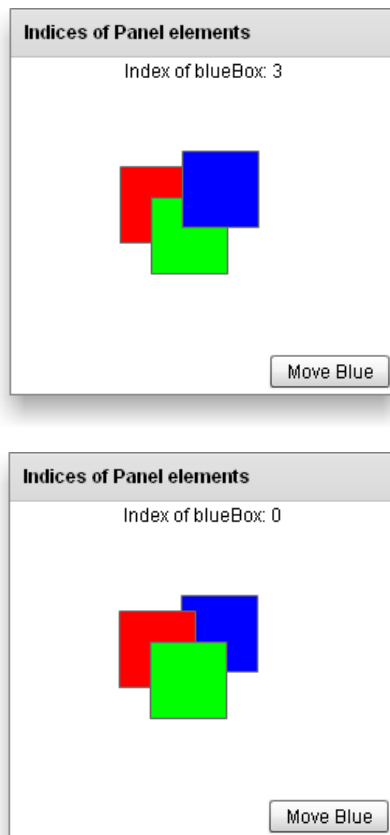 Indices of Panel elements
Index of blueBox: 3
Move Blue
Indices of Panel elements
Index of blueBox: 0
Move Blue